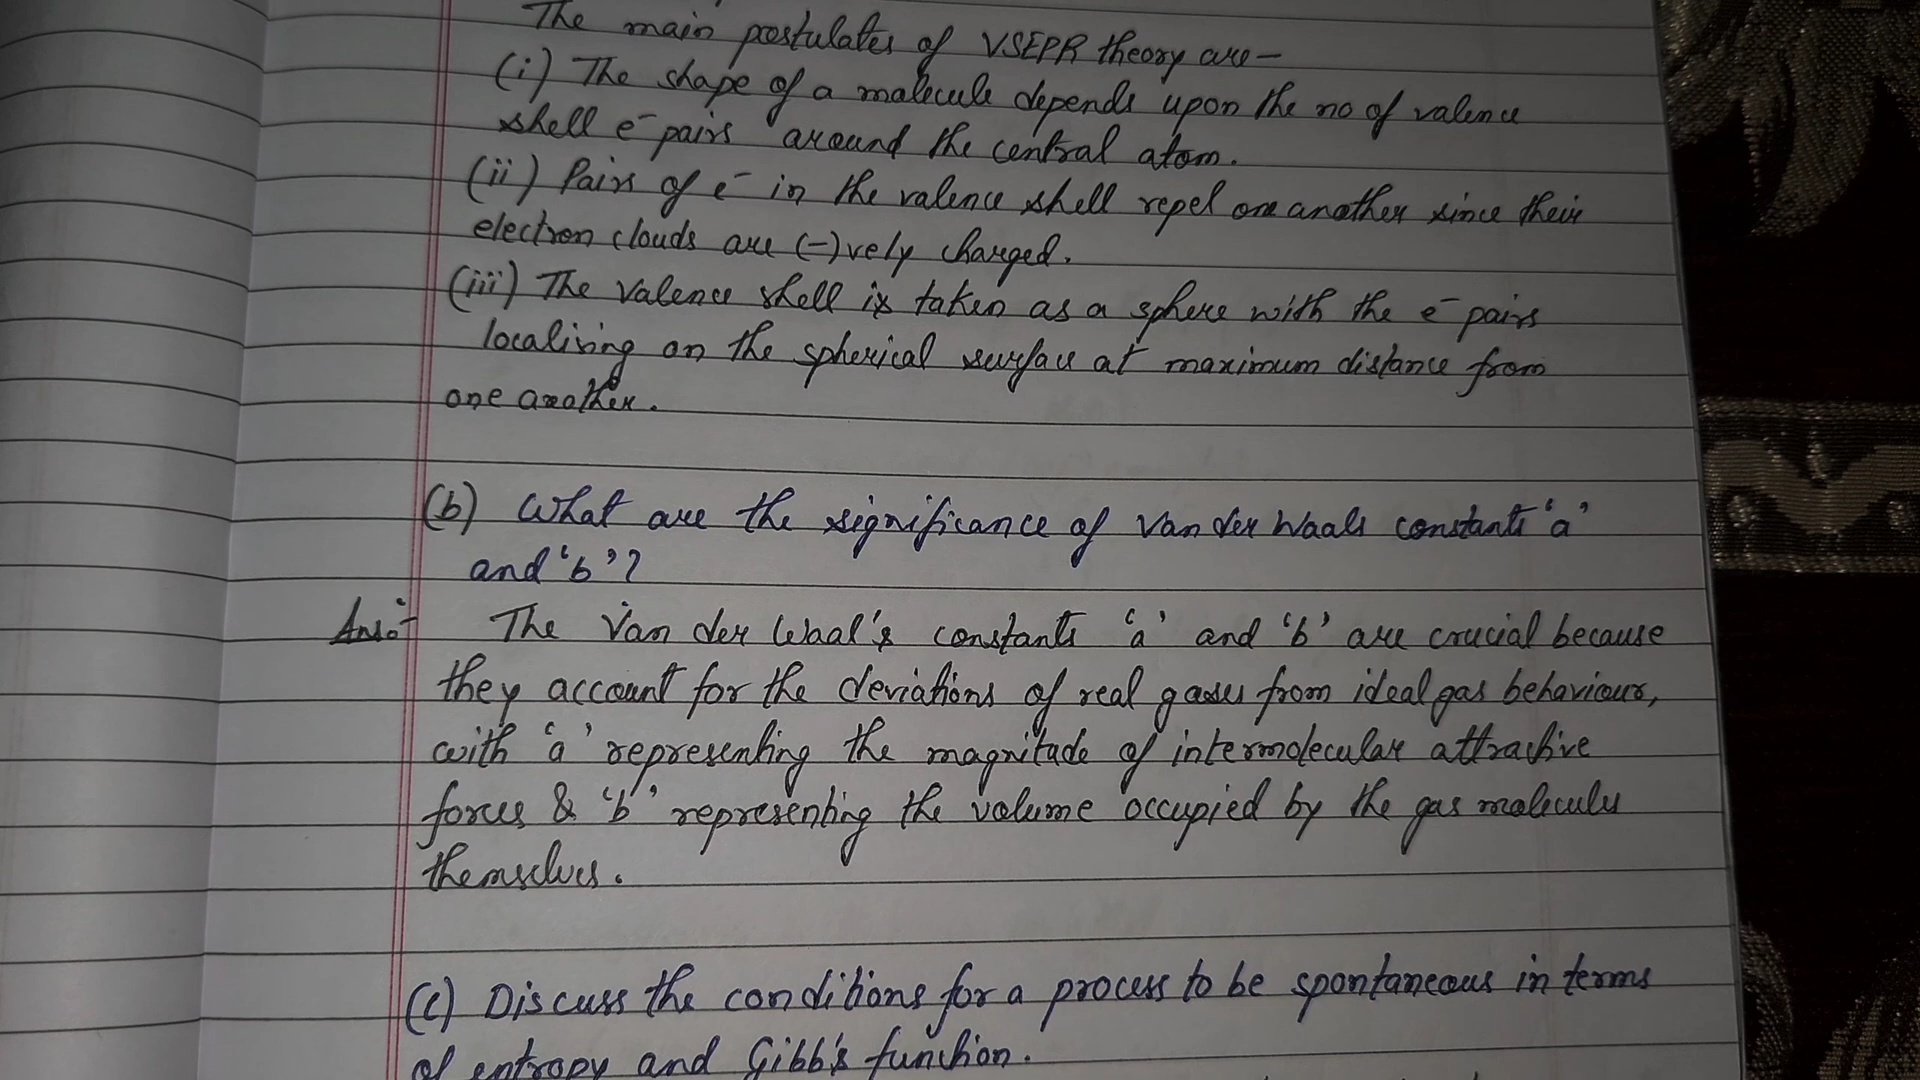 The main postulates of VSEPR theory are-
(i) The shape of a molecule depends upon the no of valence
shell e⁻ pairs around the central atom.
(ii) Pairs of e⁻ in the valence shell repel one another since their
electron clouds are (-)vely charged.
(iii) The valence shell is taken as a sphere with the e⁻ pairs
localising on the spherical surface at maximum distance from
one another.
(b) What are the significance of Van der Waals constants 'a'
and 'b'?
Ans:- The Van der Waal's constants 'a' and 'b' are crucial because
they account for the deviations of real gases from ideal gas behaviours,
with 'a' representing the magnitude of intermolecular attractive
forces & 'b' representing the volume occupied by the gas molecules
themselves.
(c) Discuss the conditions for a process to be spontaneous in terms
of entropy and Gibb's function.